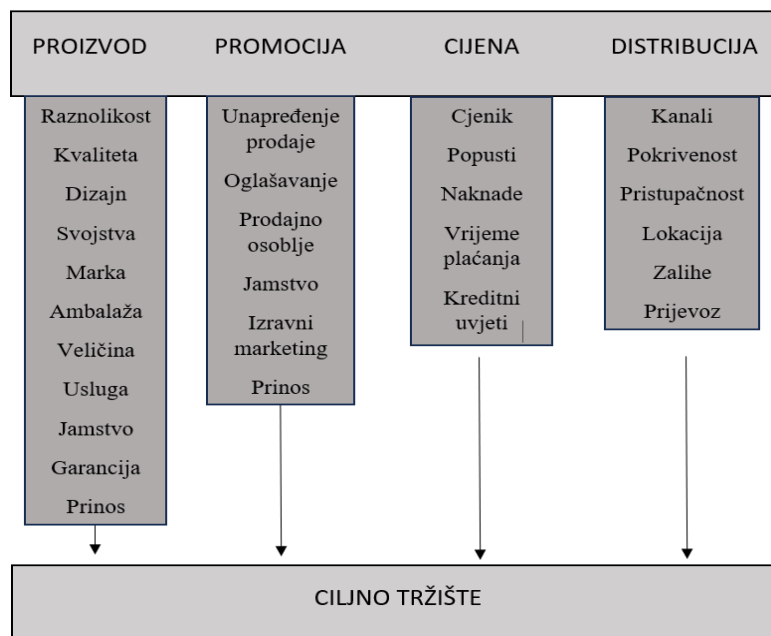 PROIZVOD
PROMOCIJA
CIJENA
DISTRIBUCIJA
Raznolikost
Kvaliteta
Dizajn
Svojstva
Marka
Ambalaža
Veličina
Usluga
Jamstvo
Garancija
Prinos
Unapređenje
prodaje
Oglašavanje
Prodajno
osoblje
Jamstvo
Izravni
marketing
Prinos
Cjenik
Popusti
Naknade
Vrijeme
plaćanja
Kreditni
uvjeti
Kanali
Pokrivenost
Pristupačnost
Lokacija
Zalihe
Prijevoz
CILJNO TRŽIŠTE